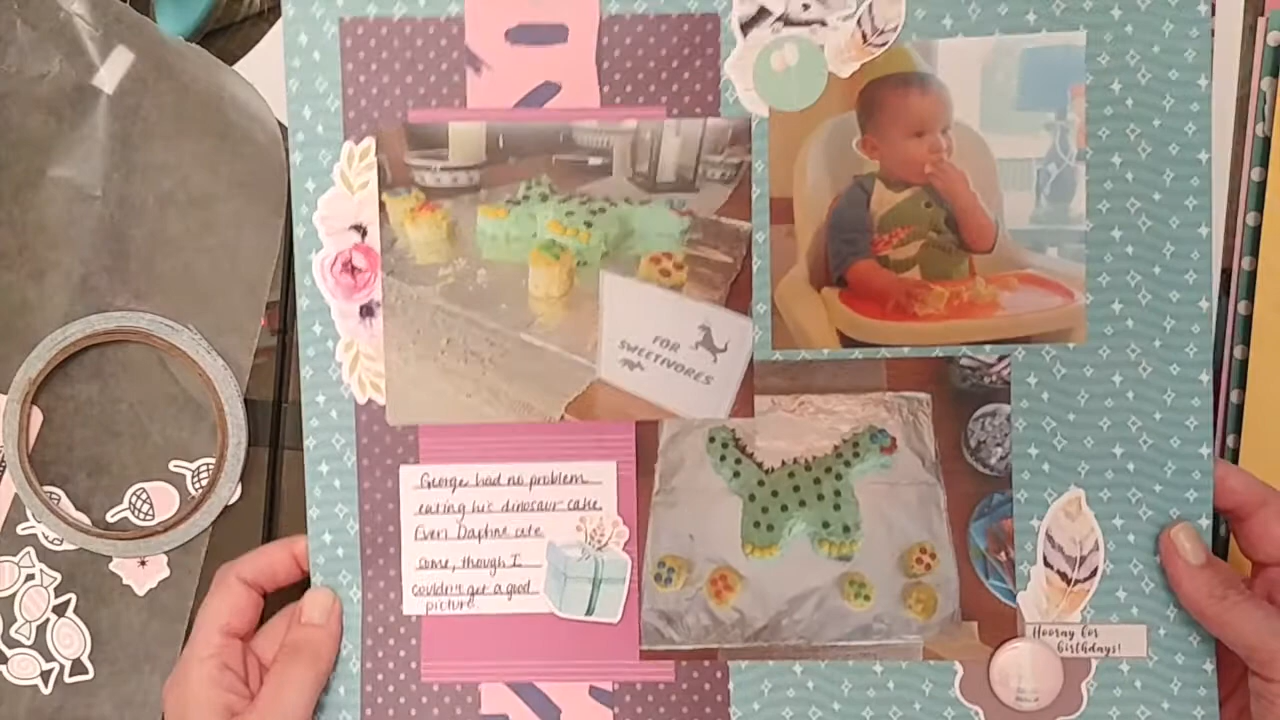 FOR
SWEETIVORES
George had no problem
eating his dinosaur cake.
Even Daphne ate
some, though I
couldn't get a good
picture.
Hooray for
Birthdays!